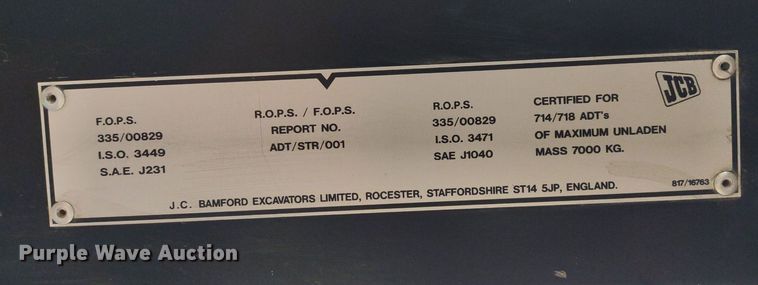 F.O.P.S.
335/00829
I.S.O. 3449
S.A.E. J231
R.O.P.S. / F.O.P.S.
REPORT NO.
ADT/STR/001
R.O.P.S.
335/00829
I.S.O. 3471
SAE J1040
CERTIFIED FOR
714/718 ADT's
OF MAXIMUM UNLADEN
MASS 7000 KG.
JCB
J.C. BAMFORD EXCAVATORS LIMITED, ROCESTER, STAFFORDSHIRE ST14 5JP, ENGLAND.
817/16763
Purple Wave Auction